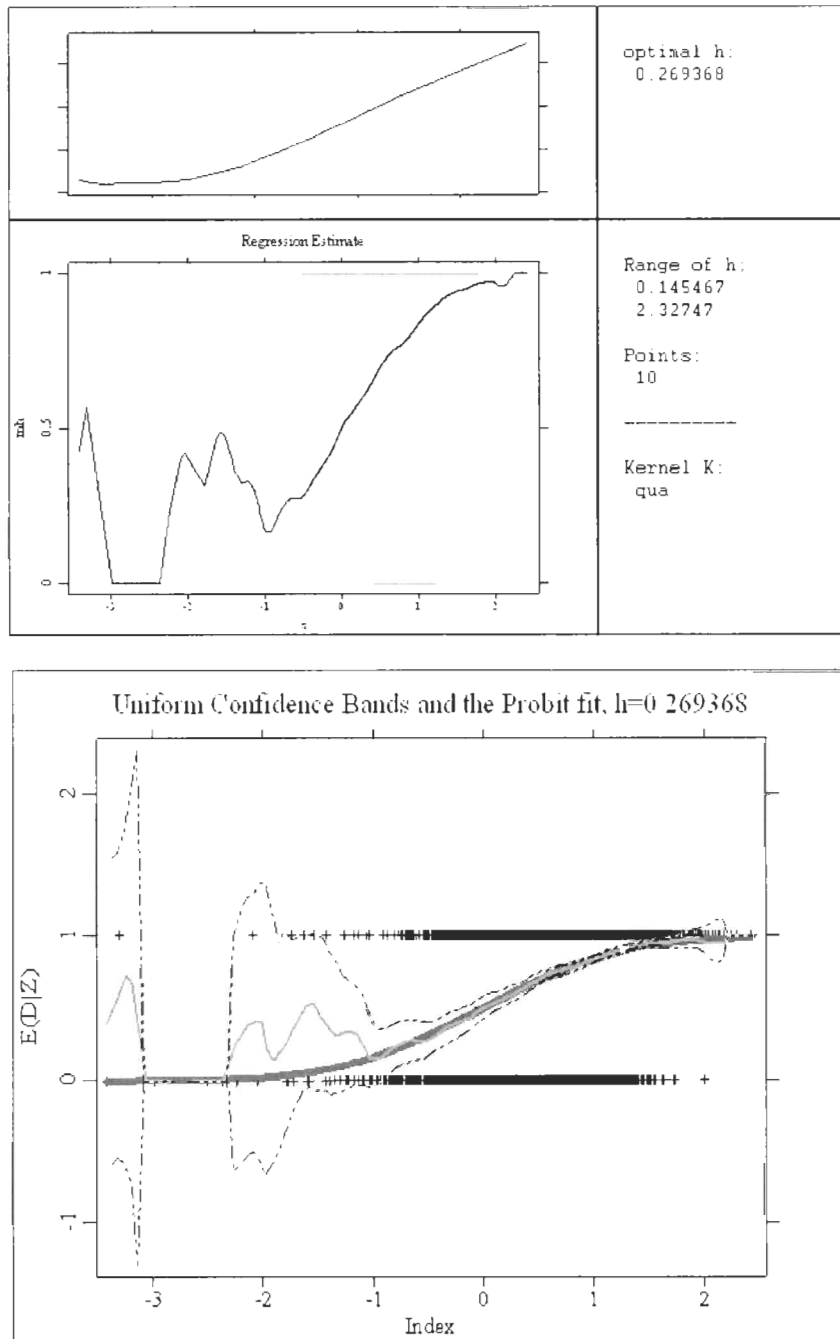 optimal h:
0.269368
Regression Estimate
mh
1
0.5
0
-3
-2
-1
0
1
2
Range of h:
0.145467
2.32747
Points:
10
Kernel K:
qua
Uniform Confidence Bands and the Probit fit, h=0 269368
E(D|Z)
2
1
0
-1
-3
-2
-1
0
1
2
Index